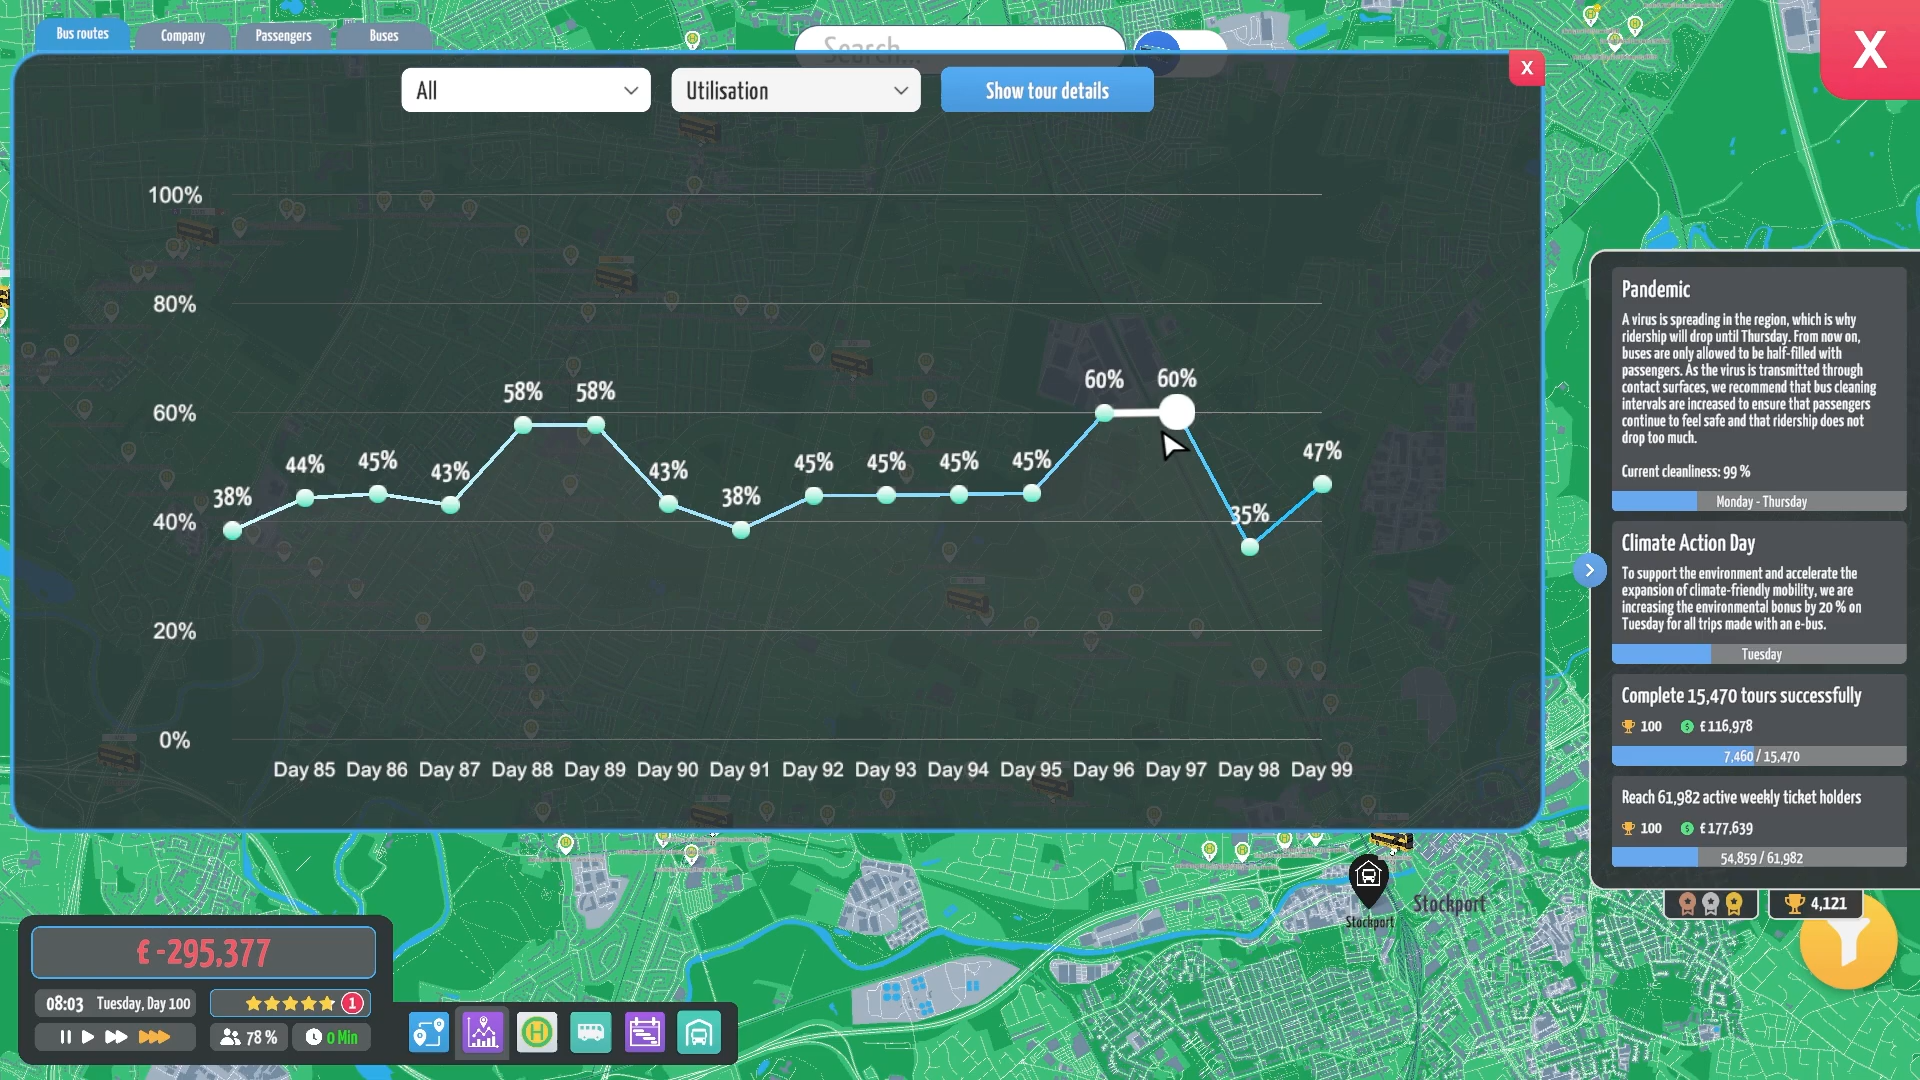 Bus routes
Company
Passengers
Buses
Search...
X
X
All
Utilisation
Show tour details
100%
80%
60%
40%
20%
0%
38%
44%
45%
43%
58%
58%
43%
38%
45%
45%
45%
45%
60%
60%
35%
47%
Day 85
Day 86
Day 87
Day 88
Day 89
Day 90
Day 91
Day 92
Day 93
Day 94
Day 95
Day 96
Day 97
Day 98
Day 99
Pandemic
A virus is spreading in the region, which is why
ridership will drop until Thursday. From now on,
buses are only allowed to be half-filled with
passengers. As the virus is transmitted through
contact surfaces, we recommend that bus cleaning
intervals are increased to ensure that passengers
continue to feel safe and that ridership does not
drop too much.
Current cleanliness: 99 %
Monday - Thursday
Climate Action Day
To support the environment and accelerate the
expansion of climate-friendly mobility, we are
increasing the environmental bonus by 20 % on
Tuesday for all trips made with an e-bus.
Tuesday
Complete 15,470 tours successfully
100 £ 116,978
7,460 / 15,470
Reach 61,982 active weekly ticket holders
100 £ 177,639
54,859 / 61,982
4,121
Stockport
Stockport
£ -295,377
08:03 Tuesday, Day 100
1
78 %
0 Min
H